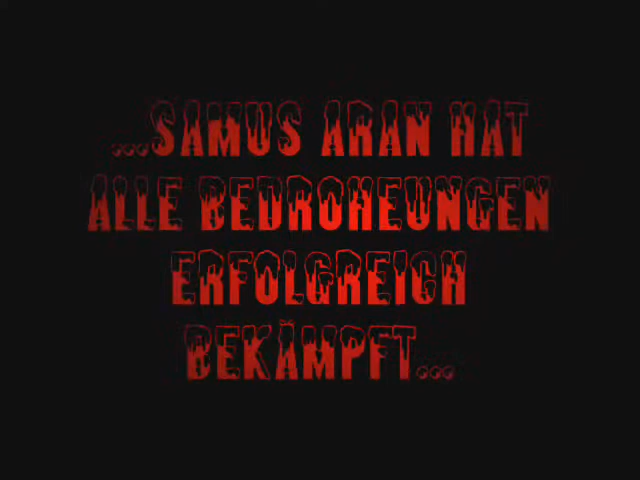 ...SAMUS ARAN HAT
ALLE BEDROHEUNGEN
ERFOLGREICH
BEKÄMPFT...